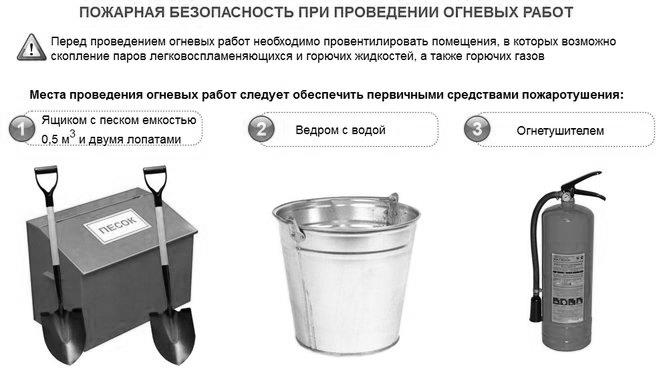 ПОЖАРНАЯ БЕЗОПАСНОСТЬ ПРИ ПРОВЕДЕНИИ ОГНЕВЫХ РАБОТ
Перед проведением огневых работ необходимо провентилировать помещения, в которых возможно
скопление паров легковоспламеняющихся и горючих жидкостей, а также горючих газов
Места проведения огневых работ следует обеспечить первичными средствами пожаротушения:
1 Ящиком с песком емкостью
0,5 м³ и двумя лопатами
2 Ведром с водой
3 Огнетушителем
ПЕСОК